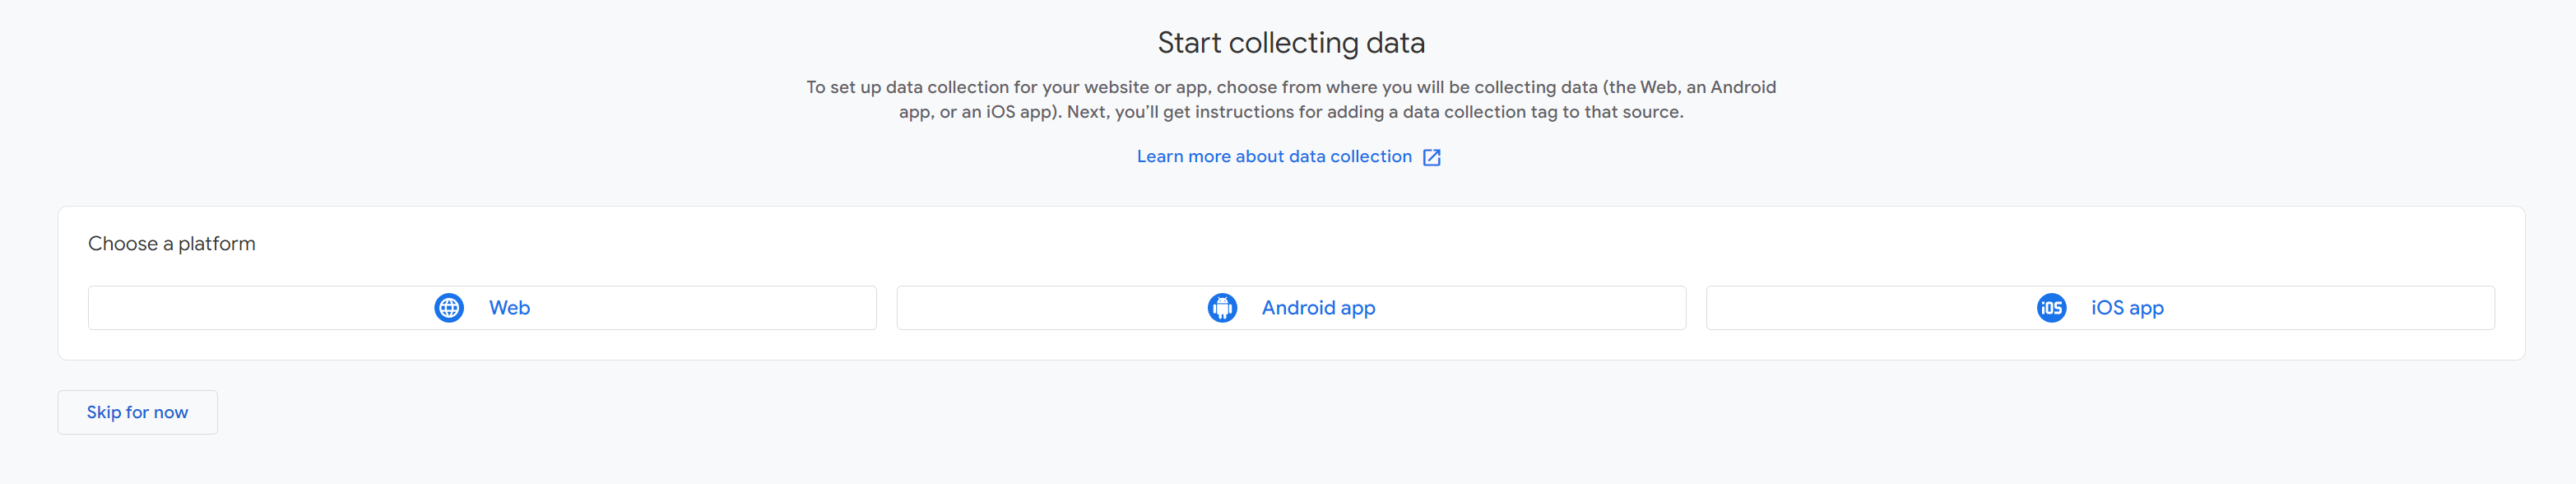 Start collecting data
To set up data collection for your website or app, choose from where you will be collecting data (the Web, an Android
app, or an iOS app). Next, you’ll get instructions for adding a data collection tag to that source.
Learn more about data collection
Choose a platform
Web
Android app
iOS iOS app
Skip for now